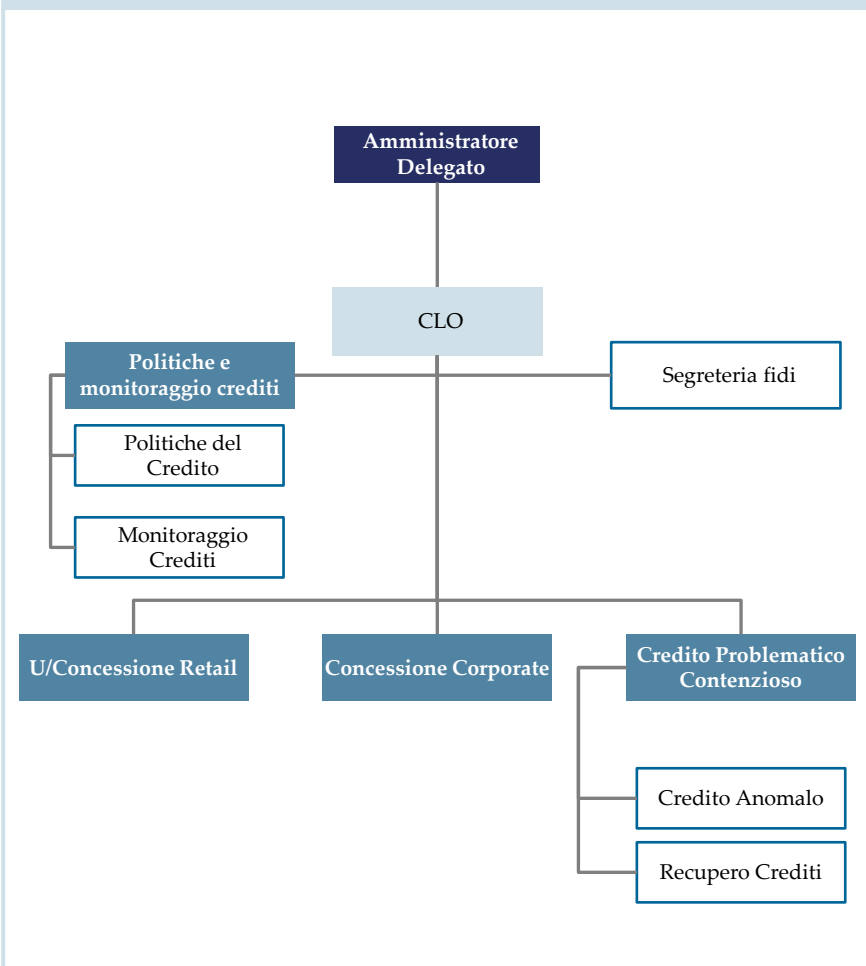 Amministratore
Delegato
CLO
Politiche e
monitoraggio crediti
Segreteria fidi
Politiche del
Credito
Monitoraggio
Crediti
U/Concessione Retail
Concessione Corporate
Credito Problematico
Contenzioso
Credito Anomalo
Recupero Crediti